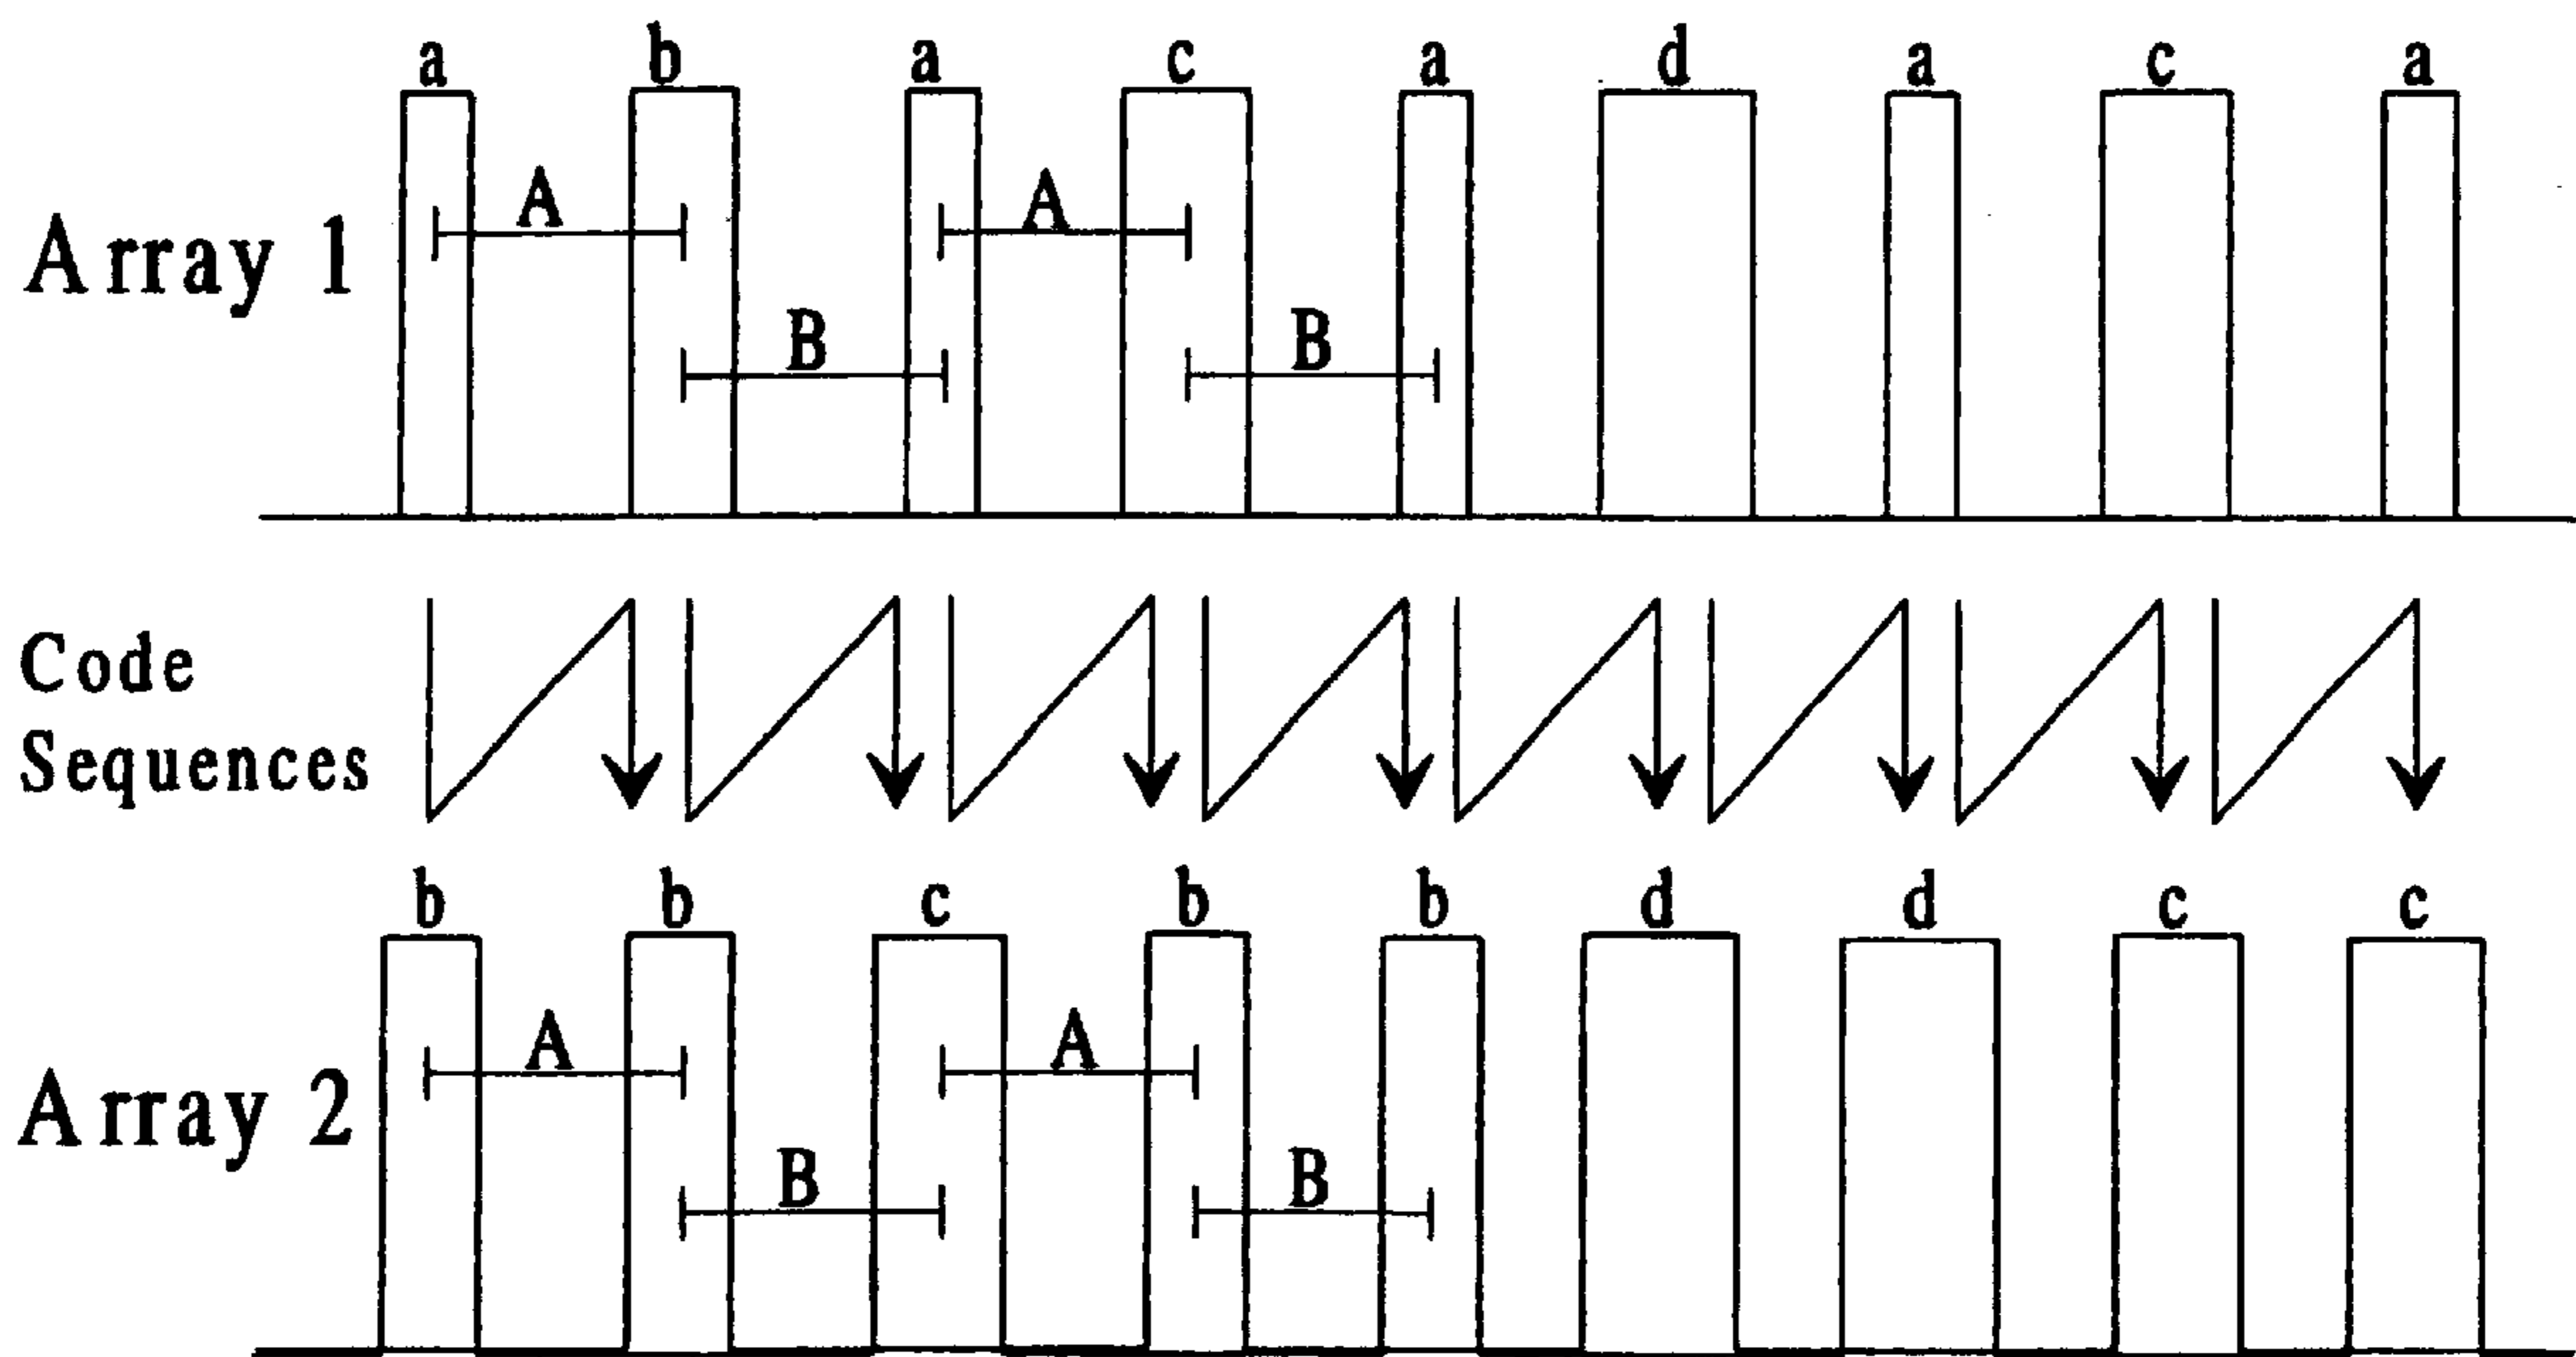 a b a c a d a c a
A A
Array 1
B B
Code
Sequences
b b c b b d d c c
A A
Array 2
B B